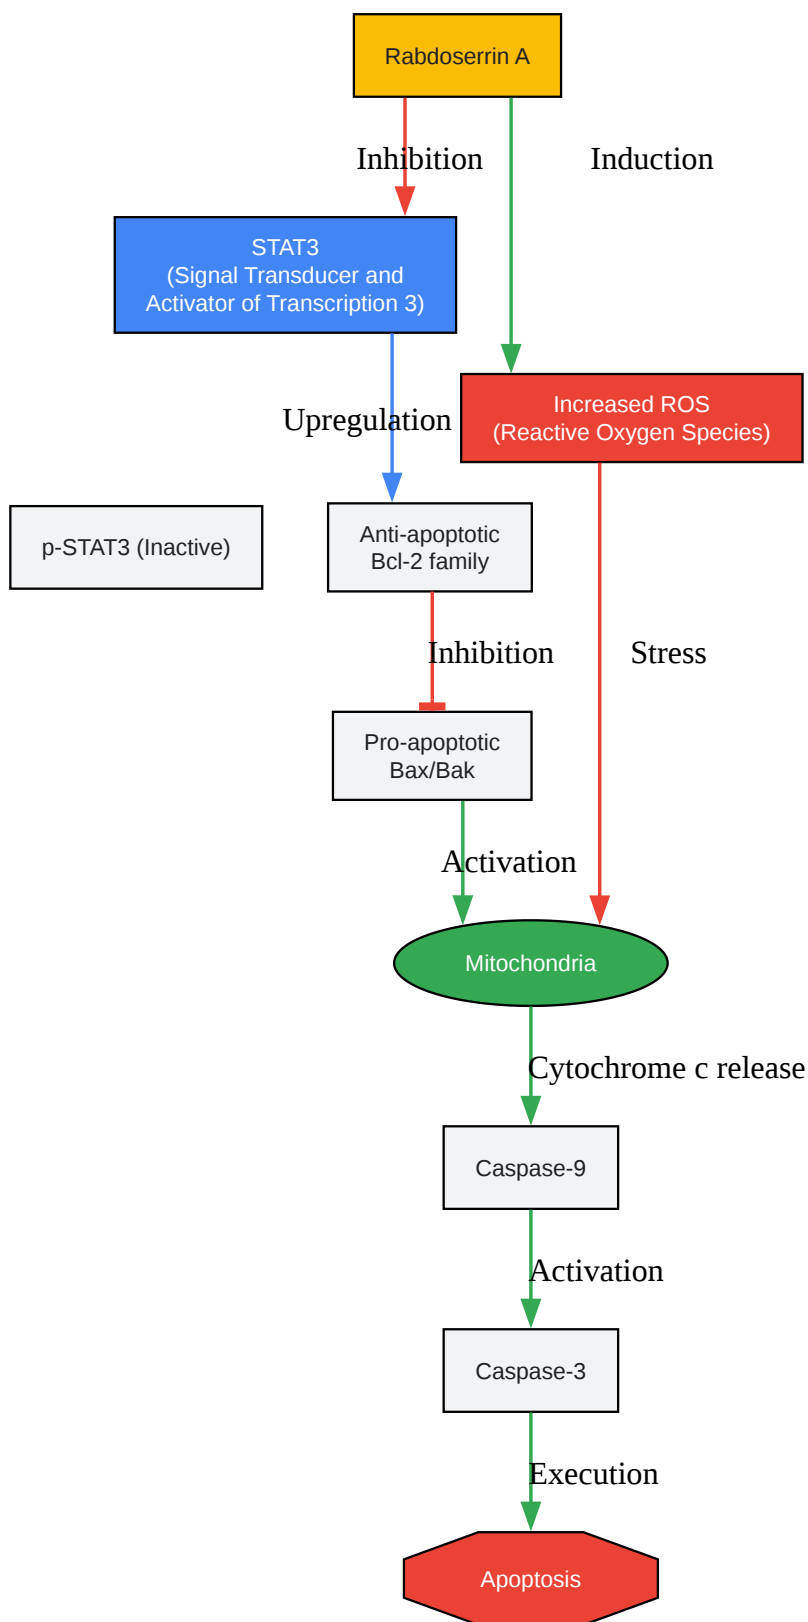 Rabdoserrin A
Inhibition
Induction
STAT3
(Signal Transducer and
Activator of Transcription 3)
Increased ROS
(Reactive Oxygen Species)
Upregulation
p-STAT3 (Inactive)
Anti-apoptotic
Bcl-2 family
Inhibition
Stress
Pro-apoptotic
Bax/Bak
Activation
Mitochondria
Cytochrome c release
Caspase-9
Activation
Caspase-3
Execution
Apoptosis